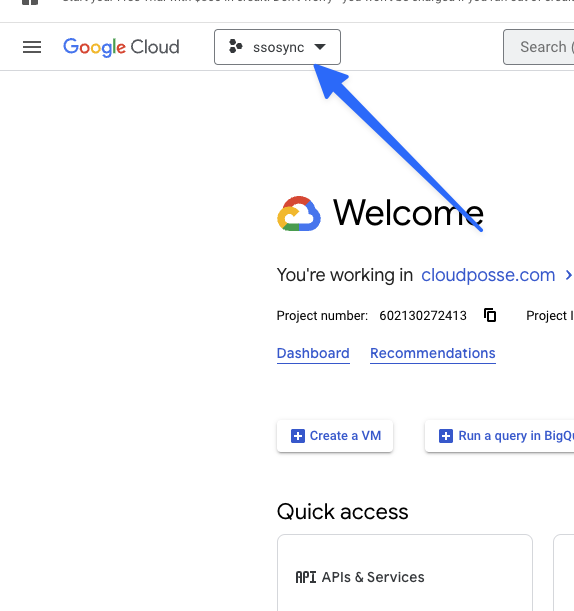 Google Cloud
ssosync
Search (
Welcome
You're working in cloudposse.com
Project number: 602130272413 Project I
Dashboard Recommendations
Create a VM Run a query in BigQu
Quick access
API APIs & Services